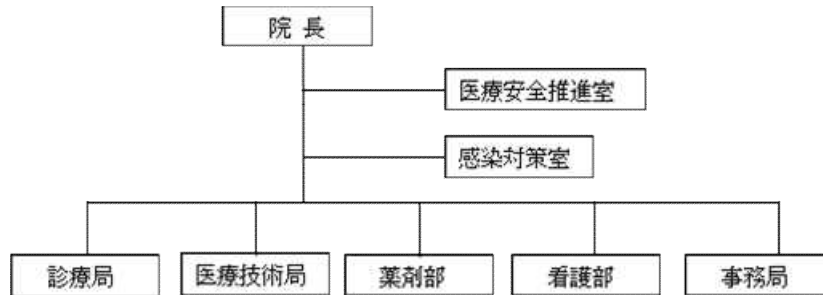 院長
医療安全推進室
感染対策室
診療局
医療技術局
薬剤部
看護部
事務局